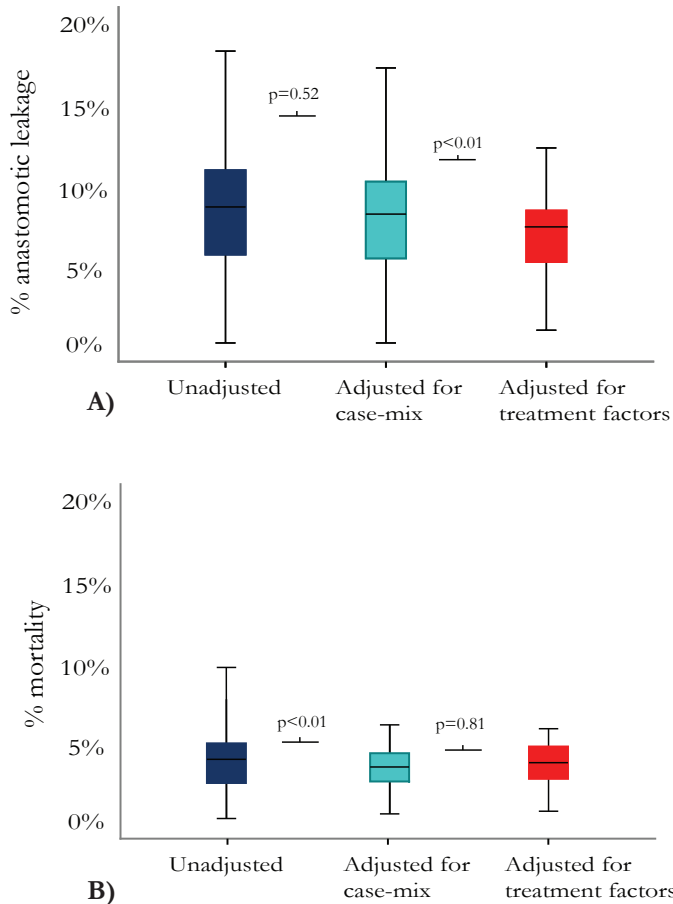 20%
15%
10%
5%
0%
% anastomotic leakage
p=0.52
p<0.01
Unadjusted
Adjusted for
case-mix
Adjusted for
treatment factors
A)
20%
15%
10%
5%
0%
% mortality
p<0.01
p=0.81
Unadjusted
Adjusted for
case-mix
Adjusted for
treatment factors
B)